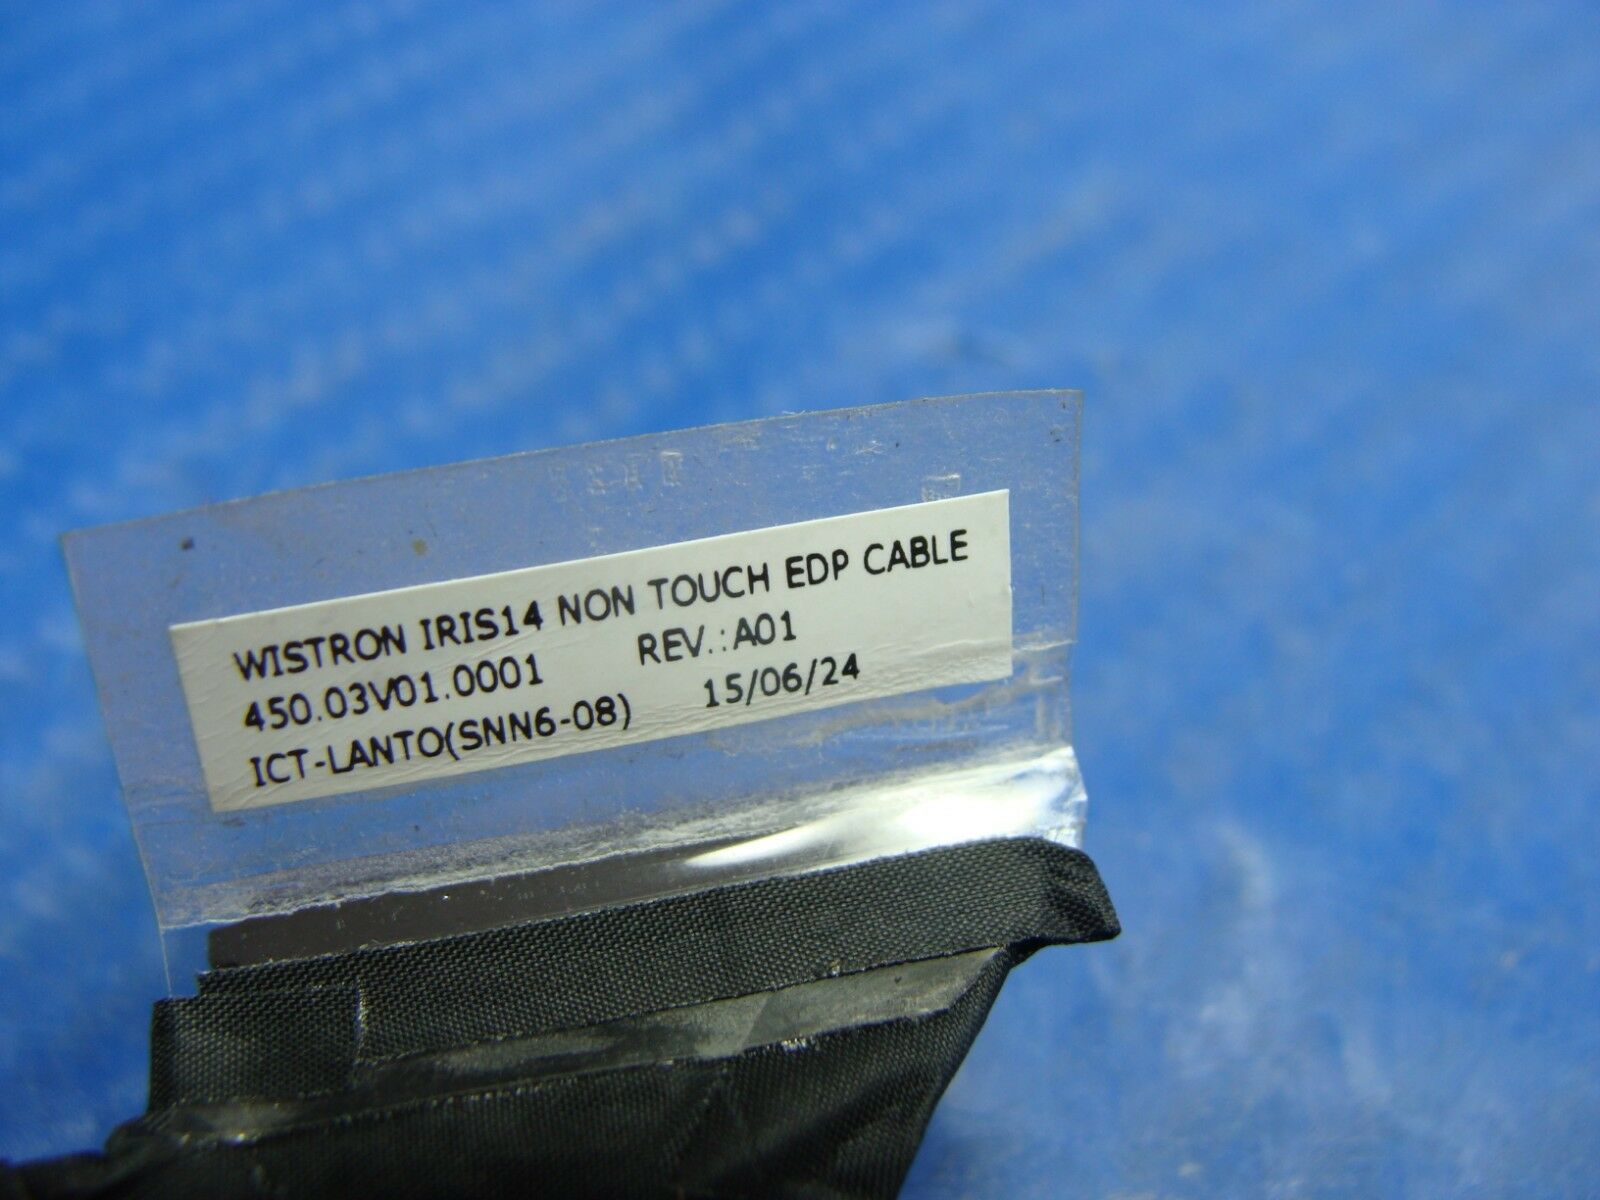 WISTRON IRIS14 NON TOUCH EDP CABLE
450.03V01.0001 REV.:A01
ICT-LANTO(SNN6-08) 15/06/24